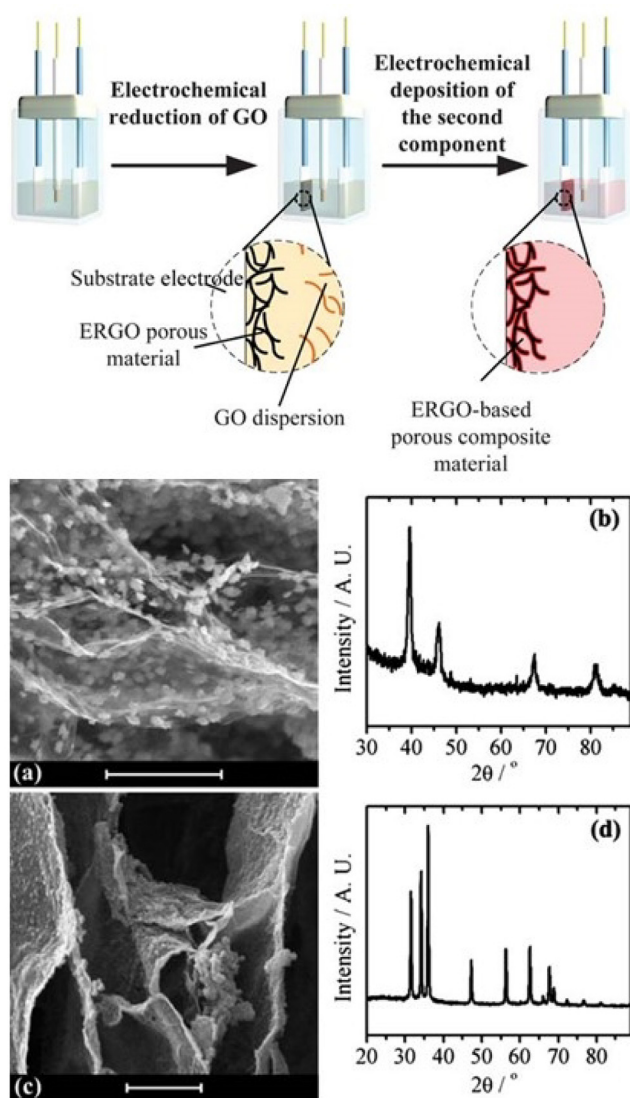 Electrochemical
reduction of GO
Electrochemical
deposition of
the second
component
Substrate electrode
ERGO porous
material
GO dispersion
ERGO-based
porous composite
material
(a)
(b)
Intensity / A. U.
30 40 50 60 70 80
2θ / °
(c)
(d)
Intensity / A. U.
20 30 40 50 60 70 80
2θ / °